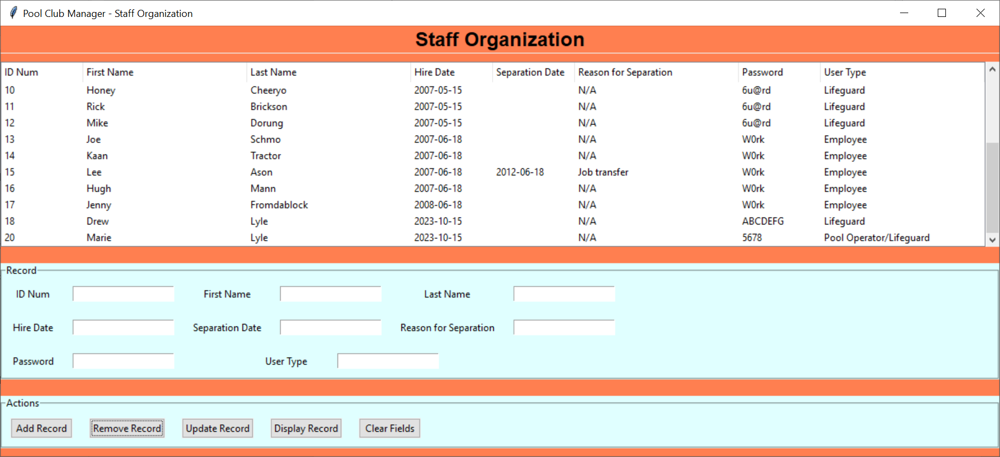 Pool Club Manager - Staff Organization
Staff Organization
ID Num First Name Last Name Hire Date Separation Date Reason for Separation Password User Type
10 Honey Cheeryo 2007-05-15 N/A 6u@rd Lifeguard
11 Rick Brickson 2007-05-15 N/A 6u@rd Lifeguard
12 Mike Dorung 2007-05-15 N/A 6u@rd Lifeguard
13 Joe Schmo 2007-06-18 N/A W0rk Employee
14 Kaan Tractor 2007-06-18 N/A W0rk Employee
15 Lee Ason 2007-06-18 2012-06-18 Job transfer W0rk Employee
16 Hugh Mann 2007-06-18 N/A W0rk Employee
17 Jenny Fromdablock 2008-06-18 N/A W0rk Employee
18 Drew Lyle 2023-10-15 N/A ABCDEFG Lifeguard
20 Marie Lyle 2023-10-15 N/A 5678 Pool Operator/Lifeguard
Record
ID Num First Name Last Name
Hire Date Separation Date Reason for Separation
Password User Type
Actions
Add Record Remove Record Update Record Display Record Clear Fields